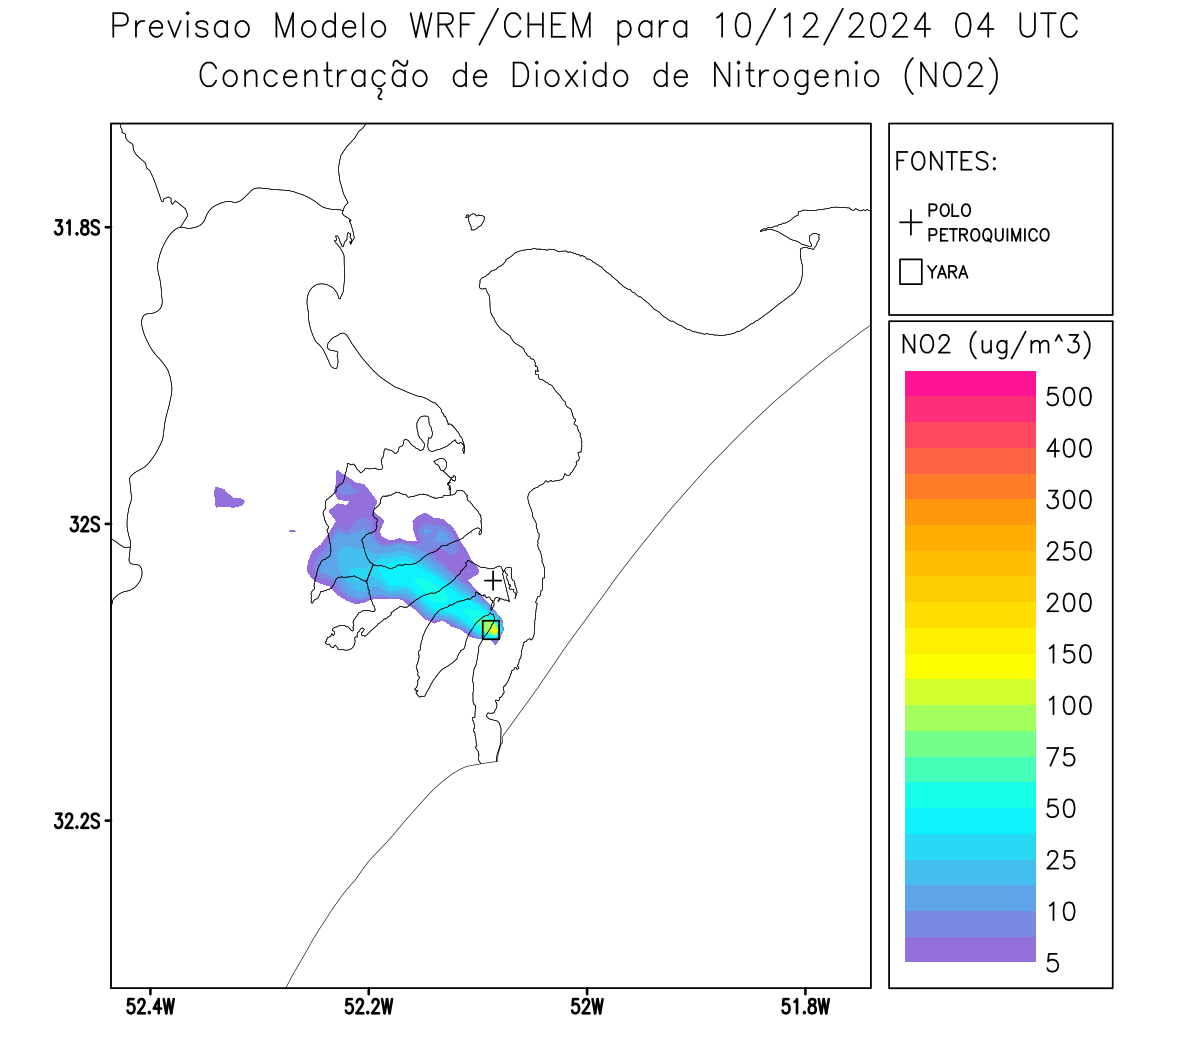 Previsao Modelo WRF/CHEM para 10/12/2024 04 UTC
Concentração de Dioxido de Nitrogenio (NO2)
FONTES:
POLO
PETROQUIMICO
YARA
NO2 (ug/m^3)
500
400
300
250
200
150
100
75
50
25
10
5
31.8S
32S
32.2S
52.4W
52.2W
52W
51.8W